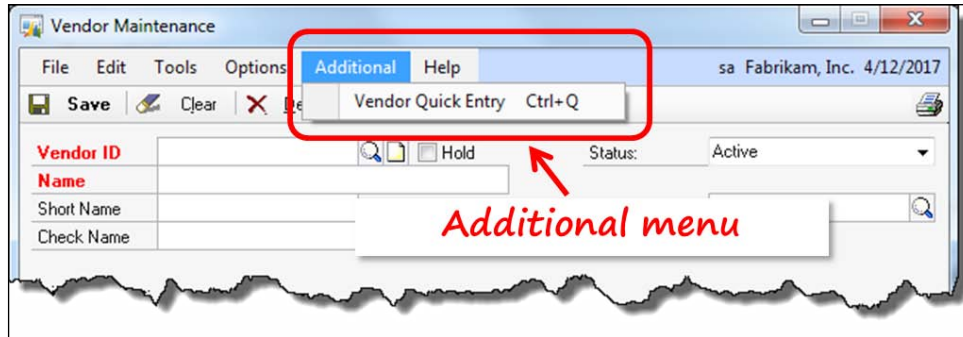 Vendor Maintenance
File Edit Tools Options Additional Help sa Fabrikam, Inc. 4/12/2017
Save Clear De
Vendor Quick Entry Ctrl+Q
Vendor ID Hold Status: Active
Name
Short Name
Check Name
Additional menu